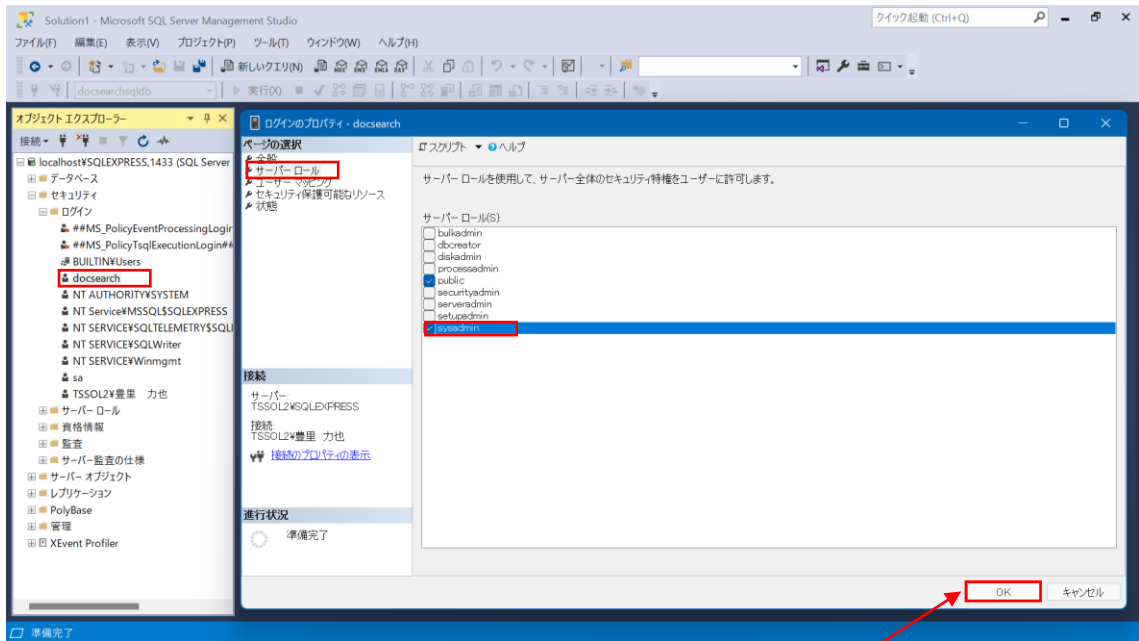 Solution1 - Microsoft SQL Server Management Studio
クイック起動 (Ctrl+Q)
ファイル(F) 編集(E) 表示(V) プロジェクト(P) ツール(T) ウィンドウ(W) ヘルプ(H)
新しいクエリ(N)
docsearchsqldb
実行(X)
オブジェクト エクスプローラー
接続
localhost¥SQLEXPRESS,1433 (SQL Server
データベース
セキュリティ
ログイン
##MS_PolicyEventProcessingLogin
##MS_PolicyTsqlExecutionLogin##
BUILTIN¥Users
docsearch
NT AUTHORITY¥SYSTEM
NT Service¥MSSQL$SQLEXPRESS
NT SERVICE¥SQLTELEMETRY$SQLE
NT SERVICE¥SQLWriter
NT SERVICE¥Winmgmt
sa
TSSOL2¥豊里 力也
サーバー ロール
資格情報
監査
サーバー監査の仕様
サーバー オブジェクト
レプリケーション
PolyBase
管理
XEvent Profiler
ログインのプロパティ - docsearch
ページの選択
全般
サーバー ロール
ユーザー マッピング
セキュリティ保護可能なリソース
状態
接続
サーバー:
TSSOL2¥SQLEXPRESS
接続:
TSSOL2¥豊里 力也
接続のプロパティの表示
進行状況
準備完了
スクリプト ヘルプ
サーバー ロールを使用して、サーバー全体のセキュリティ特権をユーザーに許可します。
サーバー ロール(S):
bulkadmin
dbcreator
diskadmin
processadmin
public
securityadmin
serveradmin
setupadmin
sysadmin
OK キャンセル
準備完了